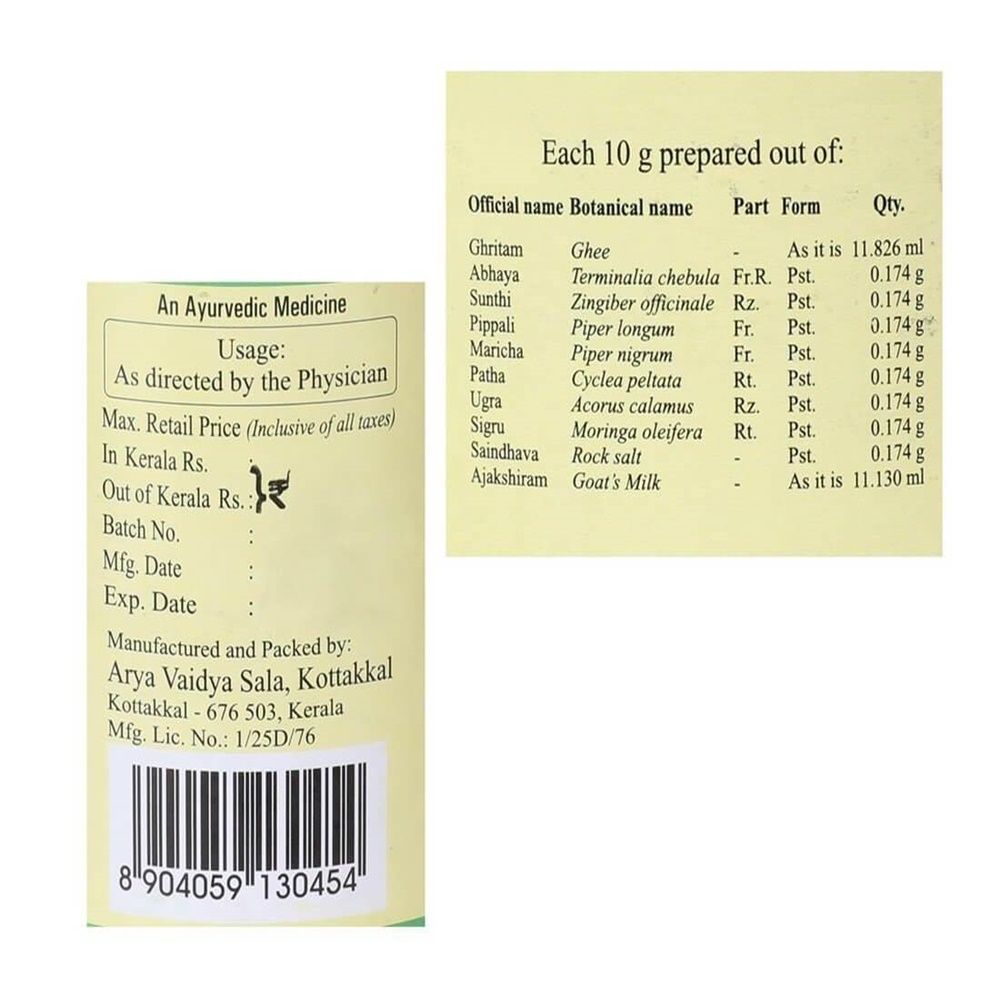 An Ayurvedic Medicine
Usage:
As directed by the Physician
Max. Retail Price (Inclusive of all taxes)
In Kerala Rs. :
Out of Kerala Rs. : }₹
Batch No. :
Mfg. Date :
Exp. Date :
Manufactured and Packed by:
Arya Vaidya Sala, Kottakkal
Kottakkal - 676 503, Kerala
Mfg. Lic. No.: 1/25D/76
8 904059 130454
Each 10 g prepared out of:
Official name Botanical name Part Form Qty.
Ghritam Ghee - As it is 11.826 ml
Abhaya Terminalia chebula Fr.R. Pst. 0.174 g
Sunthi Zingiber officinale Rz. Pst. 0.174 g
Pippali Piper longum Fr. Pst. 0.174 g
Maricha Piper nigrum Fr. Pst. 0.174 g
Patha Cyclea peltata Rt. Pst. 0.174 g
Ugra Acorus calamus Rz. Pst. 0.174 g
Sigru Moringa oleifera Rt. Pst. 0.174 g
Saindhava Rock salt - Pst. 0.174 g
Ajakshiram Goat's Milk - As it is 11.130 ml